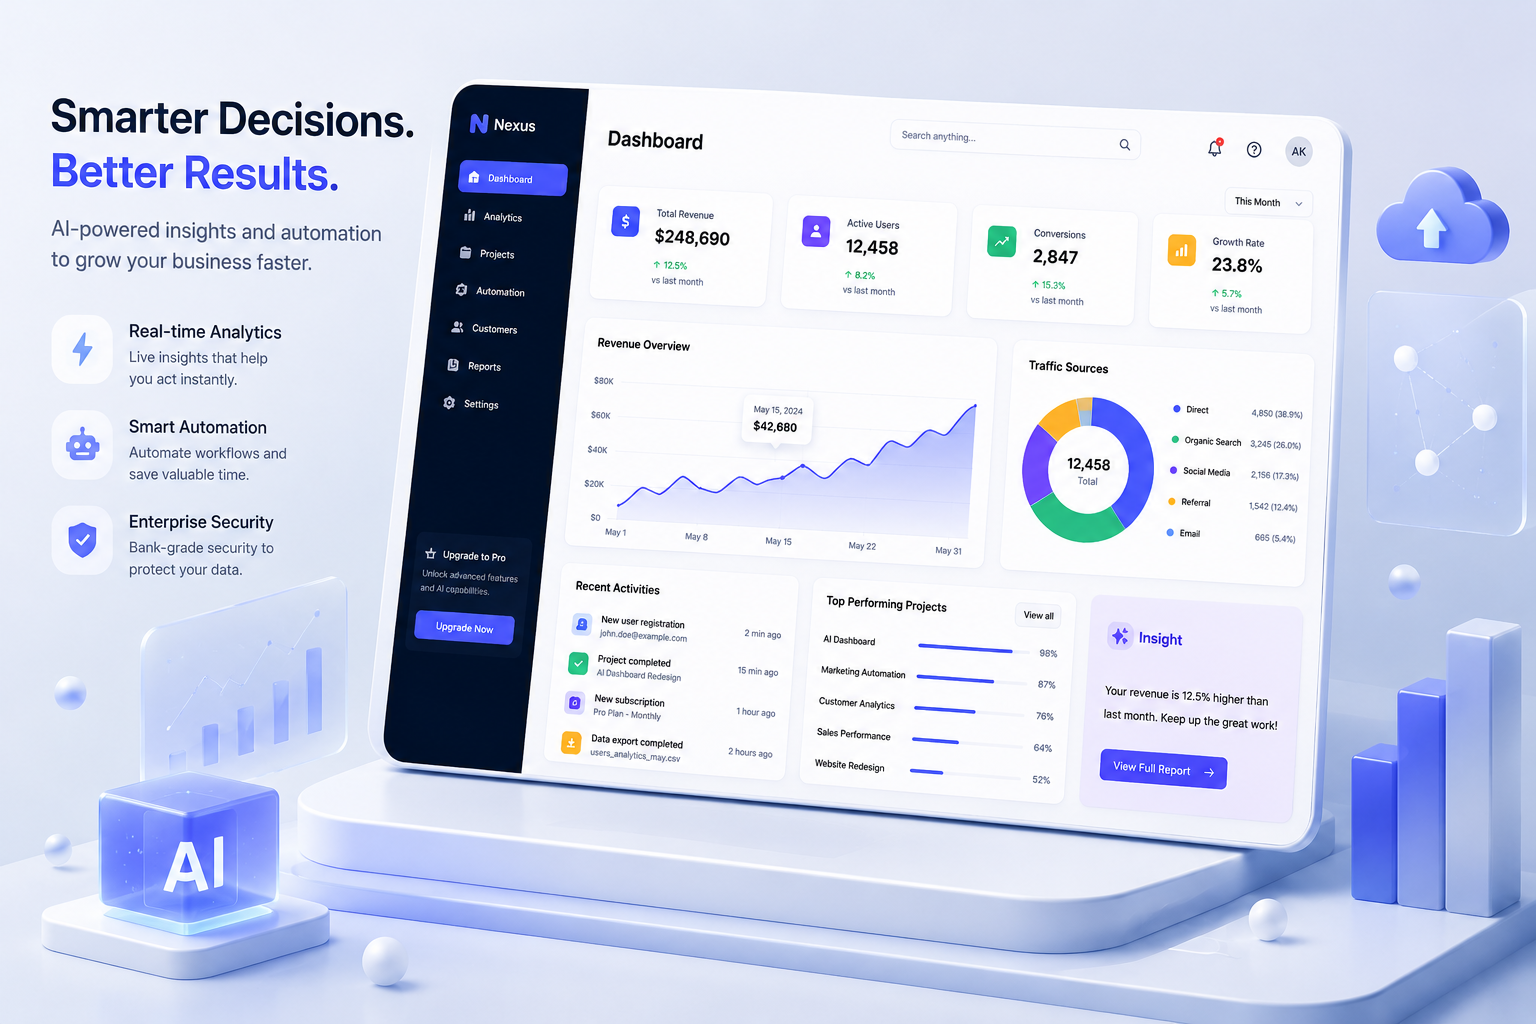 Smarter Decisions.
Better Results.
AI-powered insights and automation
to grow your business faster.
Real-time Analytics
Live insights that help
you act instantly.
Smart Automation
Automate workflows and
save valuable time.
Enterprise Security
Bank-grade security to
protect your data.
AI
Nexus
Dashboard
Analytics
Projects
Automation
Customers
Reports
Settings
Upgrade to Pro
Unlock advanced features
and AI capabilities.
Upgrade Now
Dashboard
Search anything...
AK
This Month
Total Revenue
$248,690
↑ 12.5%
vs last month
Active Users
12,458
↑ 8.2%
vs last month
Conversions
2,847
↑ 15.3%
vs last month
Growth Rate
23.8%
↑ 5.7%
vs last month
Revenue Overview
$80K
$60K
$40K
$20K
$0
May 15, 2024
$42,680
May 1
May 8
May 15
May 22
May 31
Traffic Sources
12,458
Total
Direct 4,850 (38.9%)
Organic Search 3,245 (26.0%)
Social Media 2,156 (17.3%)
Referral 1,542 (12.4%)
Email 665 (5.4%)
Recent Activities
New user registration
john.doe@example.com
2 min ago
Project completed
AI Dashboard Redesign
15 min ago
New subscription
Pro Plan - Monthly
1 hour ago
Data export completed
users_analytics_may.csv
2 hours ago
Top Performing Projects
View all
AI Dashboard 98%
Marketing Automation 87%
Customer Analytics 76%
Sales Performance 64%
Website Redesign 52%
Insight
Your revenue is 12.5% higher than
last month. Keep up the great work!
View Full Report →